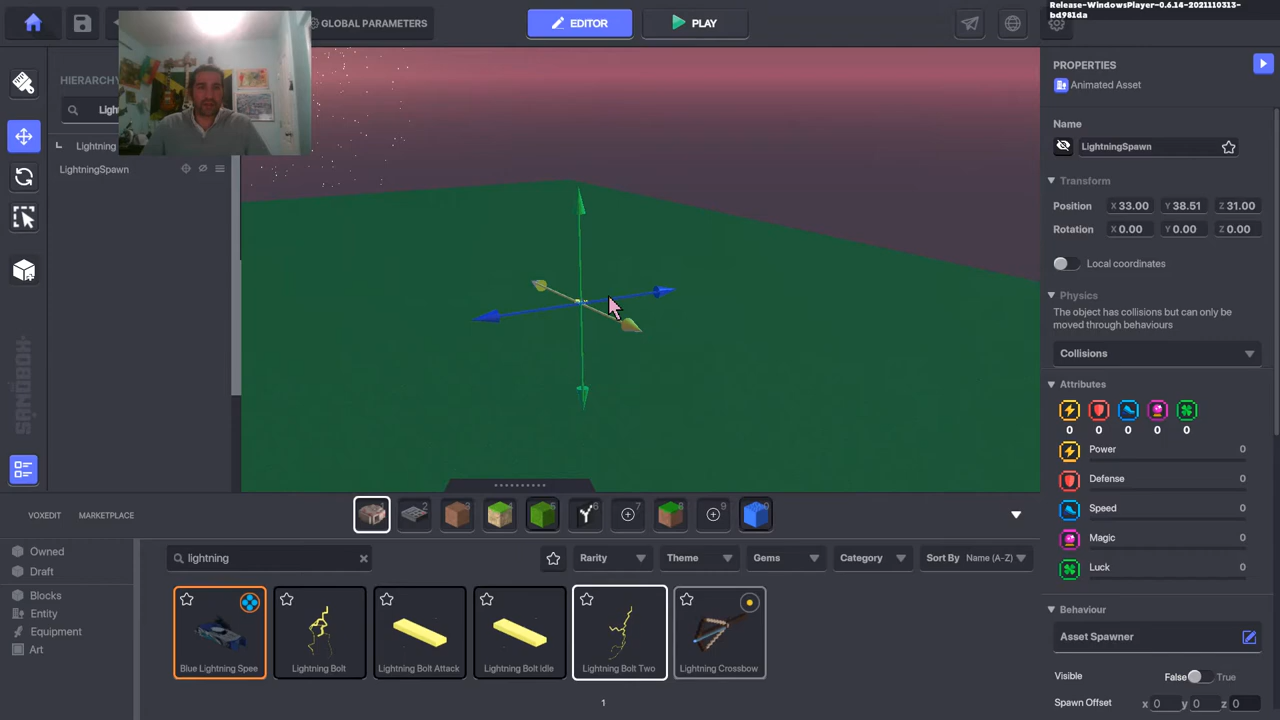 Release-WindowsPlayer-0.6.14-2021110313-
bd981da
GLOBAL PARAMETERS
EDITOR
PLAY
HIERARCHY
Ligh
Lightning
LightningSpawn
SANDBOX
PROPERTIES
Animated Asset
Name
LightningSpawn
Transform
Position X 33.00 Y 38.51 Z 31.00
Rotation X 0.00 Y 0.00 Z 0.00
Local coordinates
Physics
The object has collisions but can only be
moved through behaviours
Collisions
Attributes
0 0 0 0 0
Power 0
Defense 0
Speed 0
Magic 0
Luck 0
Behaviour
Asset Spawner
Visible False True
Spawn Offset x 0 y 0 z 0
VOXEDIT MARKETPLACE
Owned
Draft
Blocks
Entity
Equipment
Art
lightning
Rarity Theme Gems Category Sort By Name (A-Z)
Blue Lightning Spee
Lightning Bolt
Lightning Bolt Attack
Lightning Bolt Idle
Lightning Bolt Two
Lightning Crossbow
1